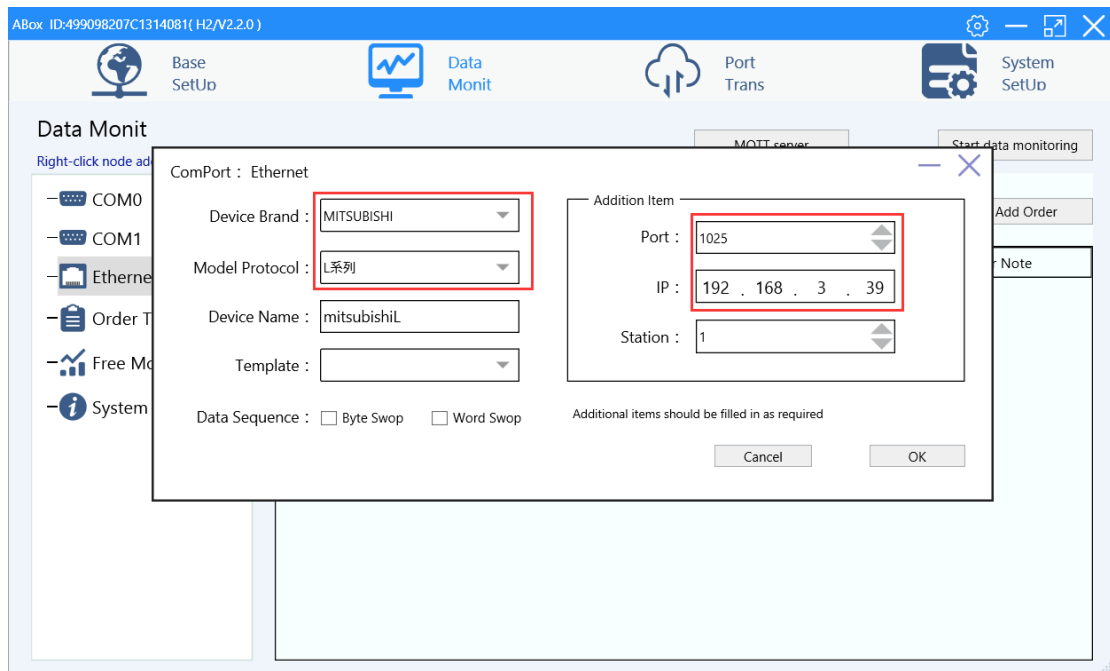 ABox ID:499098207C1314081( H2/V2.2.0 )
Base
SetUp
Data
Monit
Port
Trans
System
SetUp
Data Monit
MQTT server
Start data monitoring
Right-click node ad
COM0
COM1
Etherne
Order T
Free Mo
System
Add Order
r Note
ComPort： Ethernet
Device Brand： MITSUBISHI
Model Protocol： L系列
Device Name： mitsubishiL
Template：
Data Sequence： Byte Swop Word Swop
Addition Item
Port： 1025
IP： 192 . 168 . 3 . 39
Station： 1
Additional items should be filled in as required
Cancel
OK